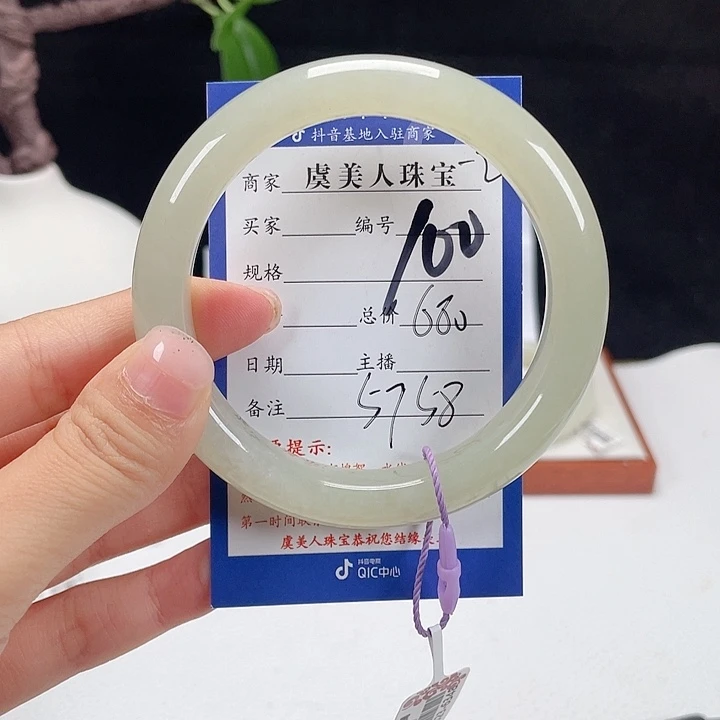 抖音基地入驻商家
商家 虞美人珠宝
买家 编号 100
规格
总价 680
日期 主播
备注 5758
提示:
第一时间联
虞美人珠宝恭祝您结缘
抖音电商
QIC中心